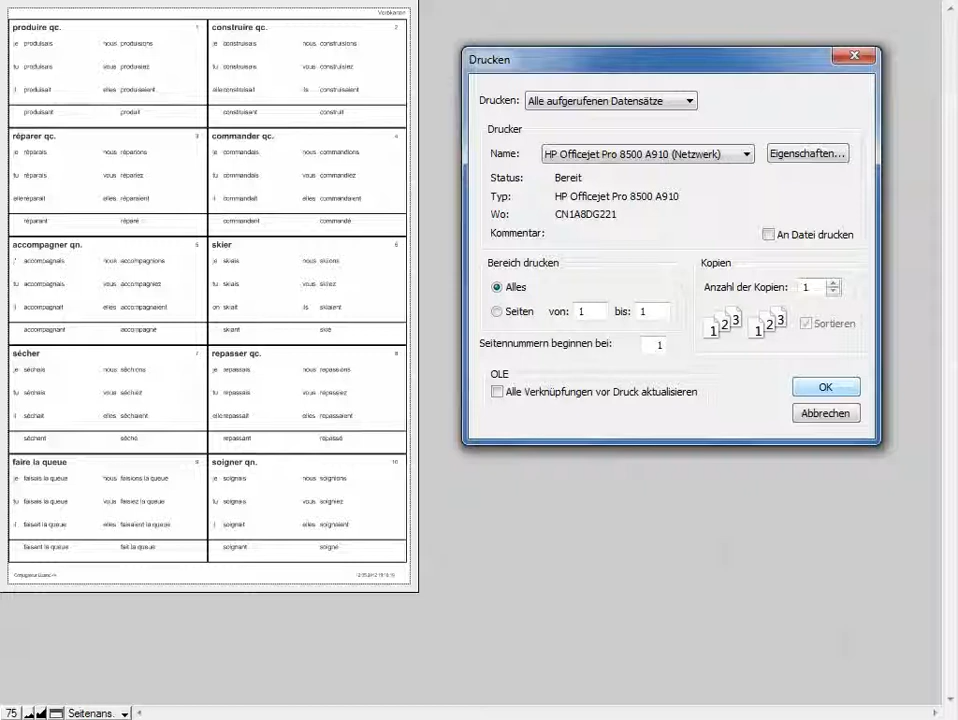 Verbkarten
produire qc. 1
je produisais nous produisions
tu produisais vous produisiez
il produisait elles produisaient
produisant produit
construire qc. 2
je construisais nous construisions
tu construisais vous construisiez
elle construisait ils construisaient
construisant construit
réparer qc. 3
je réparais nous réparions
tu réparais vous répariez
elle réparait elles réparaient
réparant réparé
commander qc. 4
je commandais nous commandions
tu commandais vous commandiez
il commandait elles commandaient
commandant commandé
accompagner qn. 5
j' accompagnais nous accompagnions
tu accompagnais vous accompagniez
il accompagnait elles accompagnaient
accompagnant accompagné
skier 6
je skiais nous skiions
tu skiais vous skiiez
on skiait ils skiaient
skiant skié
sécher 7
je séchais nous séchions
tu séchais vous séchiez
il séchait elles séchaient
séchant séché
repasser qc. 8
je repassais nous repassions
tu repassais vous repassiez
elle repassait elles repassaient
repassant repassé
faire la queue 9
je faisais la queue nous faisions la queue
tu faisais la queue vous faisiez la queue
il faisait la queue elles faisaient la queue
faisant la queue fait la queue
soigner qn. 10
je soignais nous soignions
tu soignais vous soigniez
il soignait elles soignaient
soignant soigné
Drucken
Drucken: Alle aufgerufenen Datensätze
Drucker
Name: HP Officejet Pro 8500 A910 (Netzwerk) Eigenschaften...
Status: Bereit
Typ: HP Officejet Pro 8500 A910
Wo: CN1A8DG221
Kommentar: An Datei drucken
Bereich drucken
Alles
Seiten von: 1 bis: 1
Seitennummern beginnen bei: 1
Kopien
Anzahl der Kopien: 1
1 2 3 1 2 3 Sortieren
OLE
Alle Verknüpfungen vor Druck aktualisieren
OK
Abbrechen
75 Seitenans.